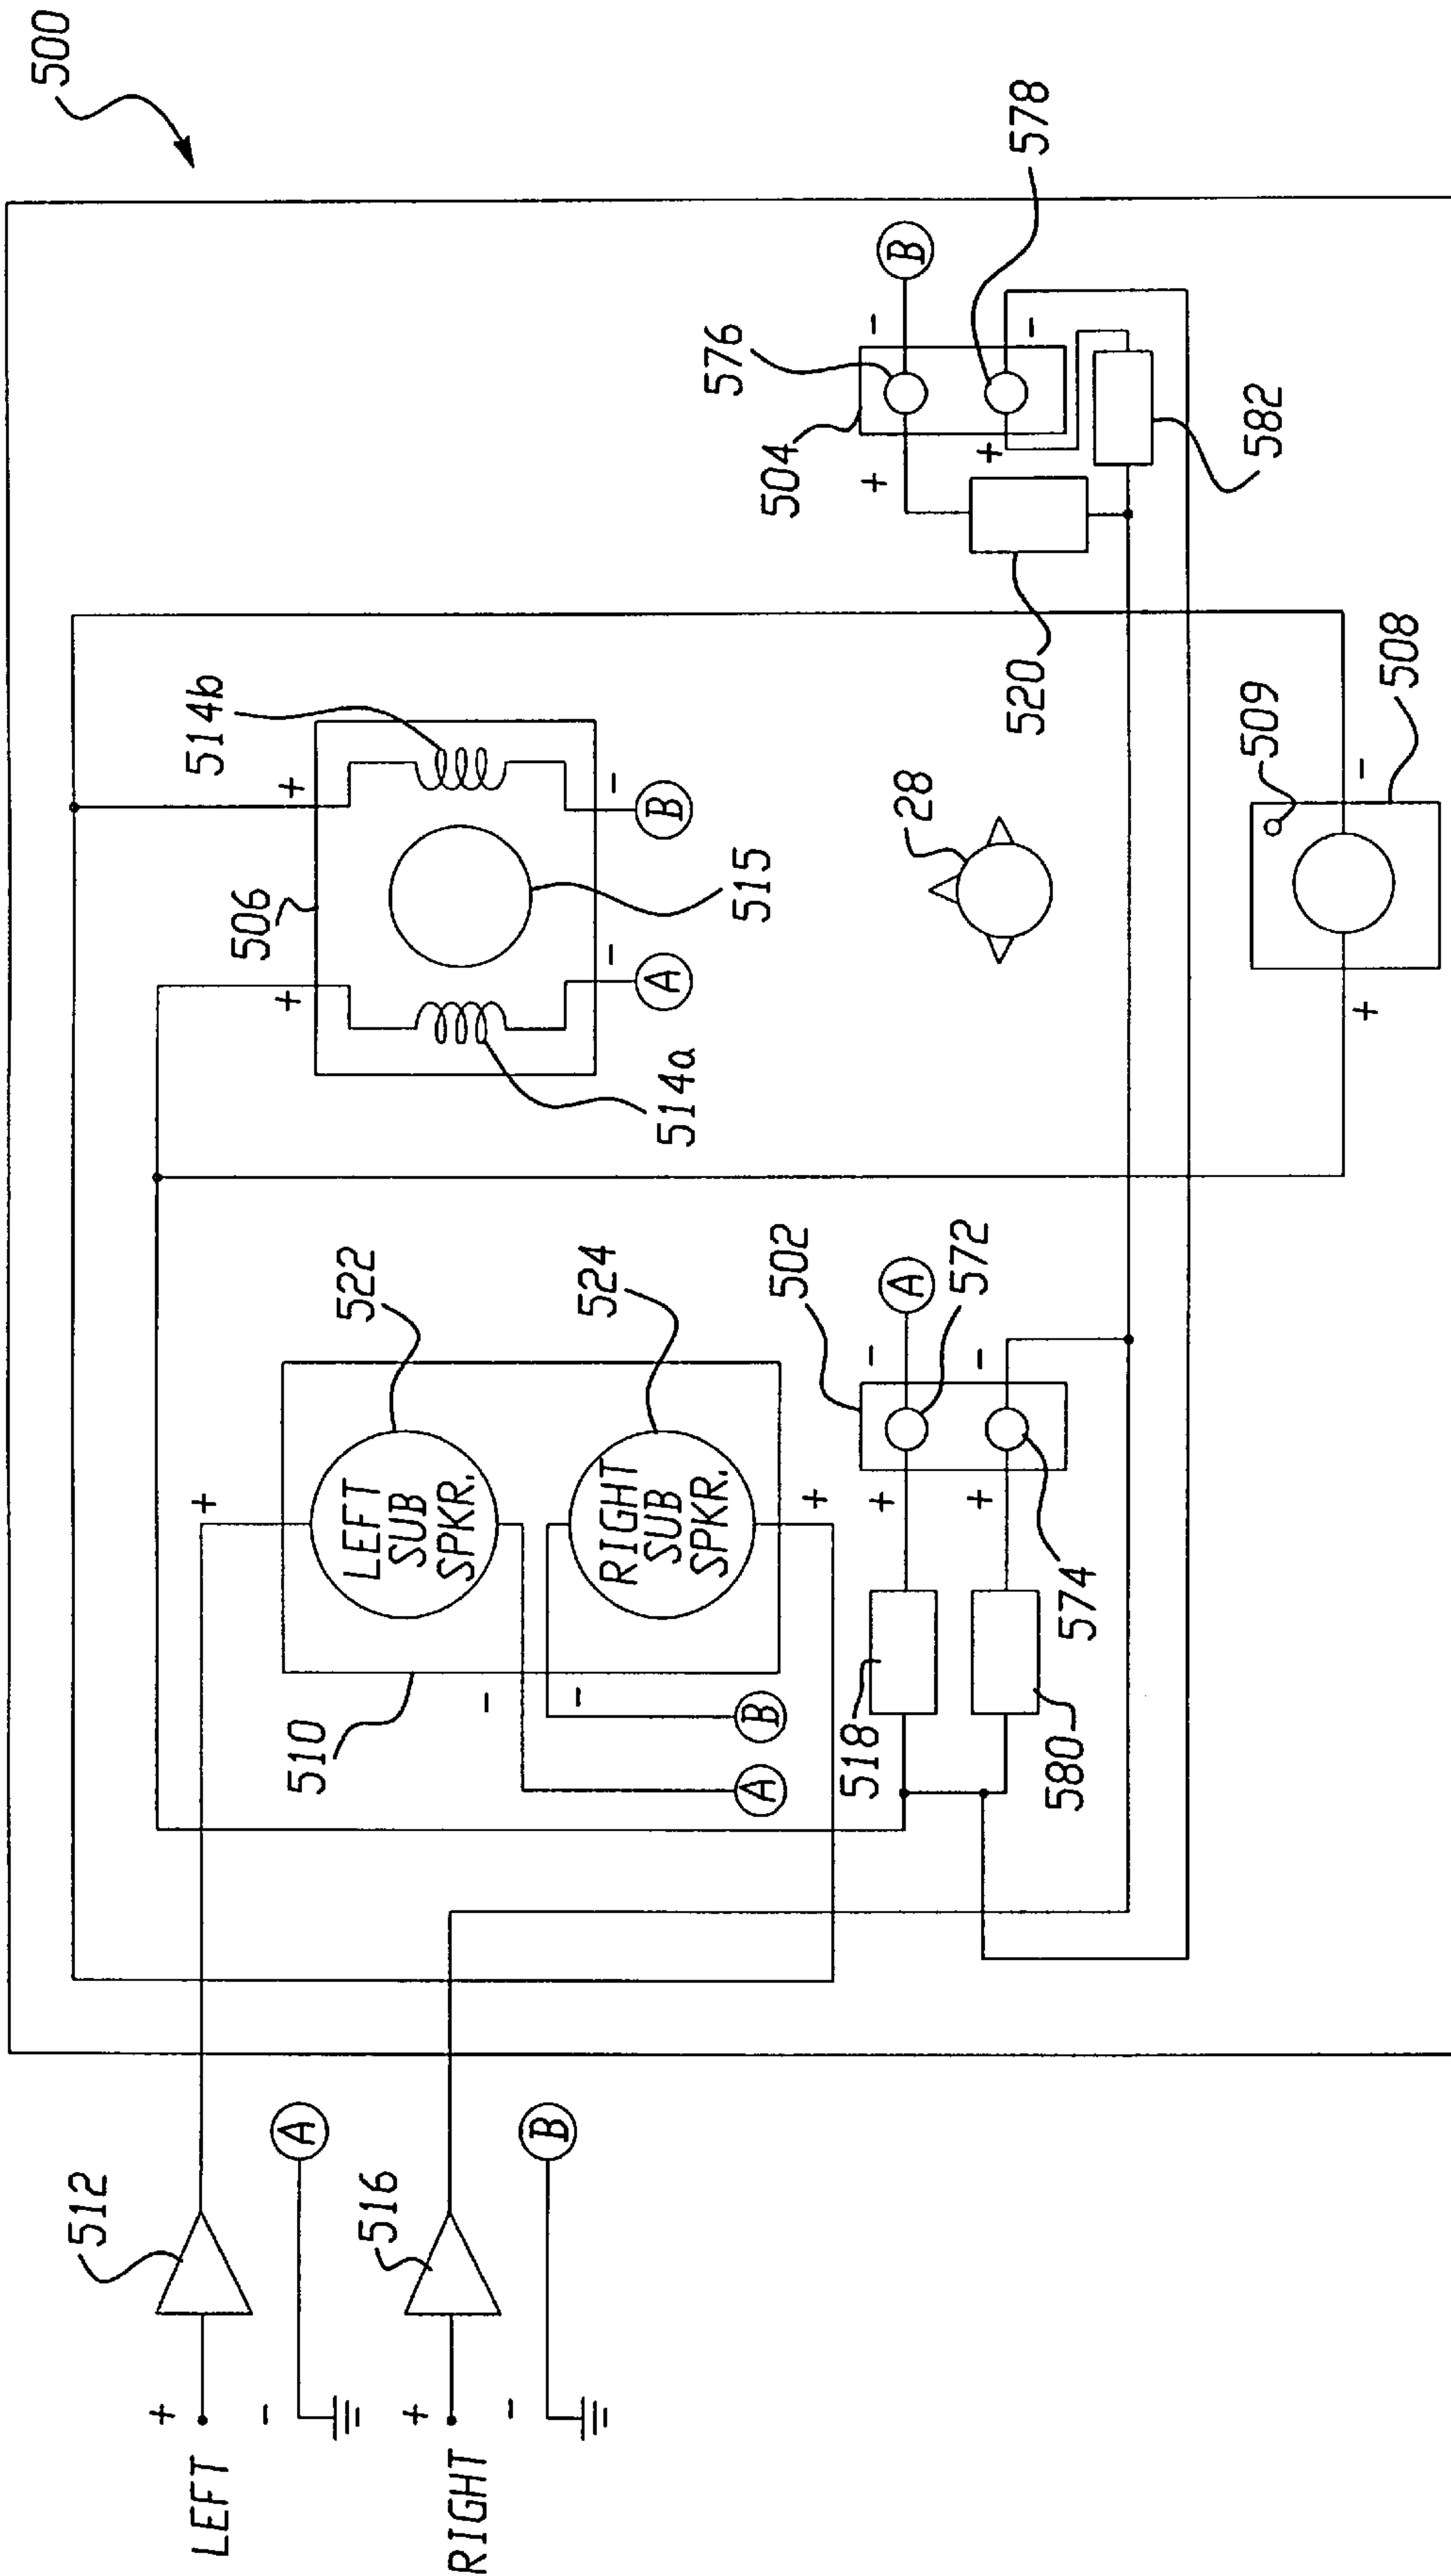 500
512
LEFT
+
-
A
516
RIGHT
+
-
B
+
522
LEFT
SUB
SPKR.
-
510
524
RIGHT
SUB
SPKR.
-
+
A
B
506
+
+
514b
514a
515
-
-
A
B
28
502
A
-
572
+
518
-
+
574
580
576
B
-
504
+
578
-
+
520
582
509
508
+
-